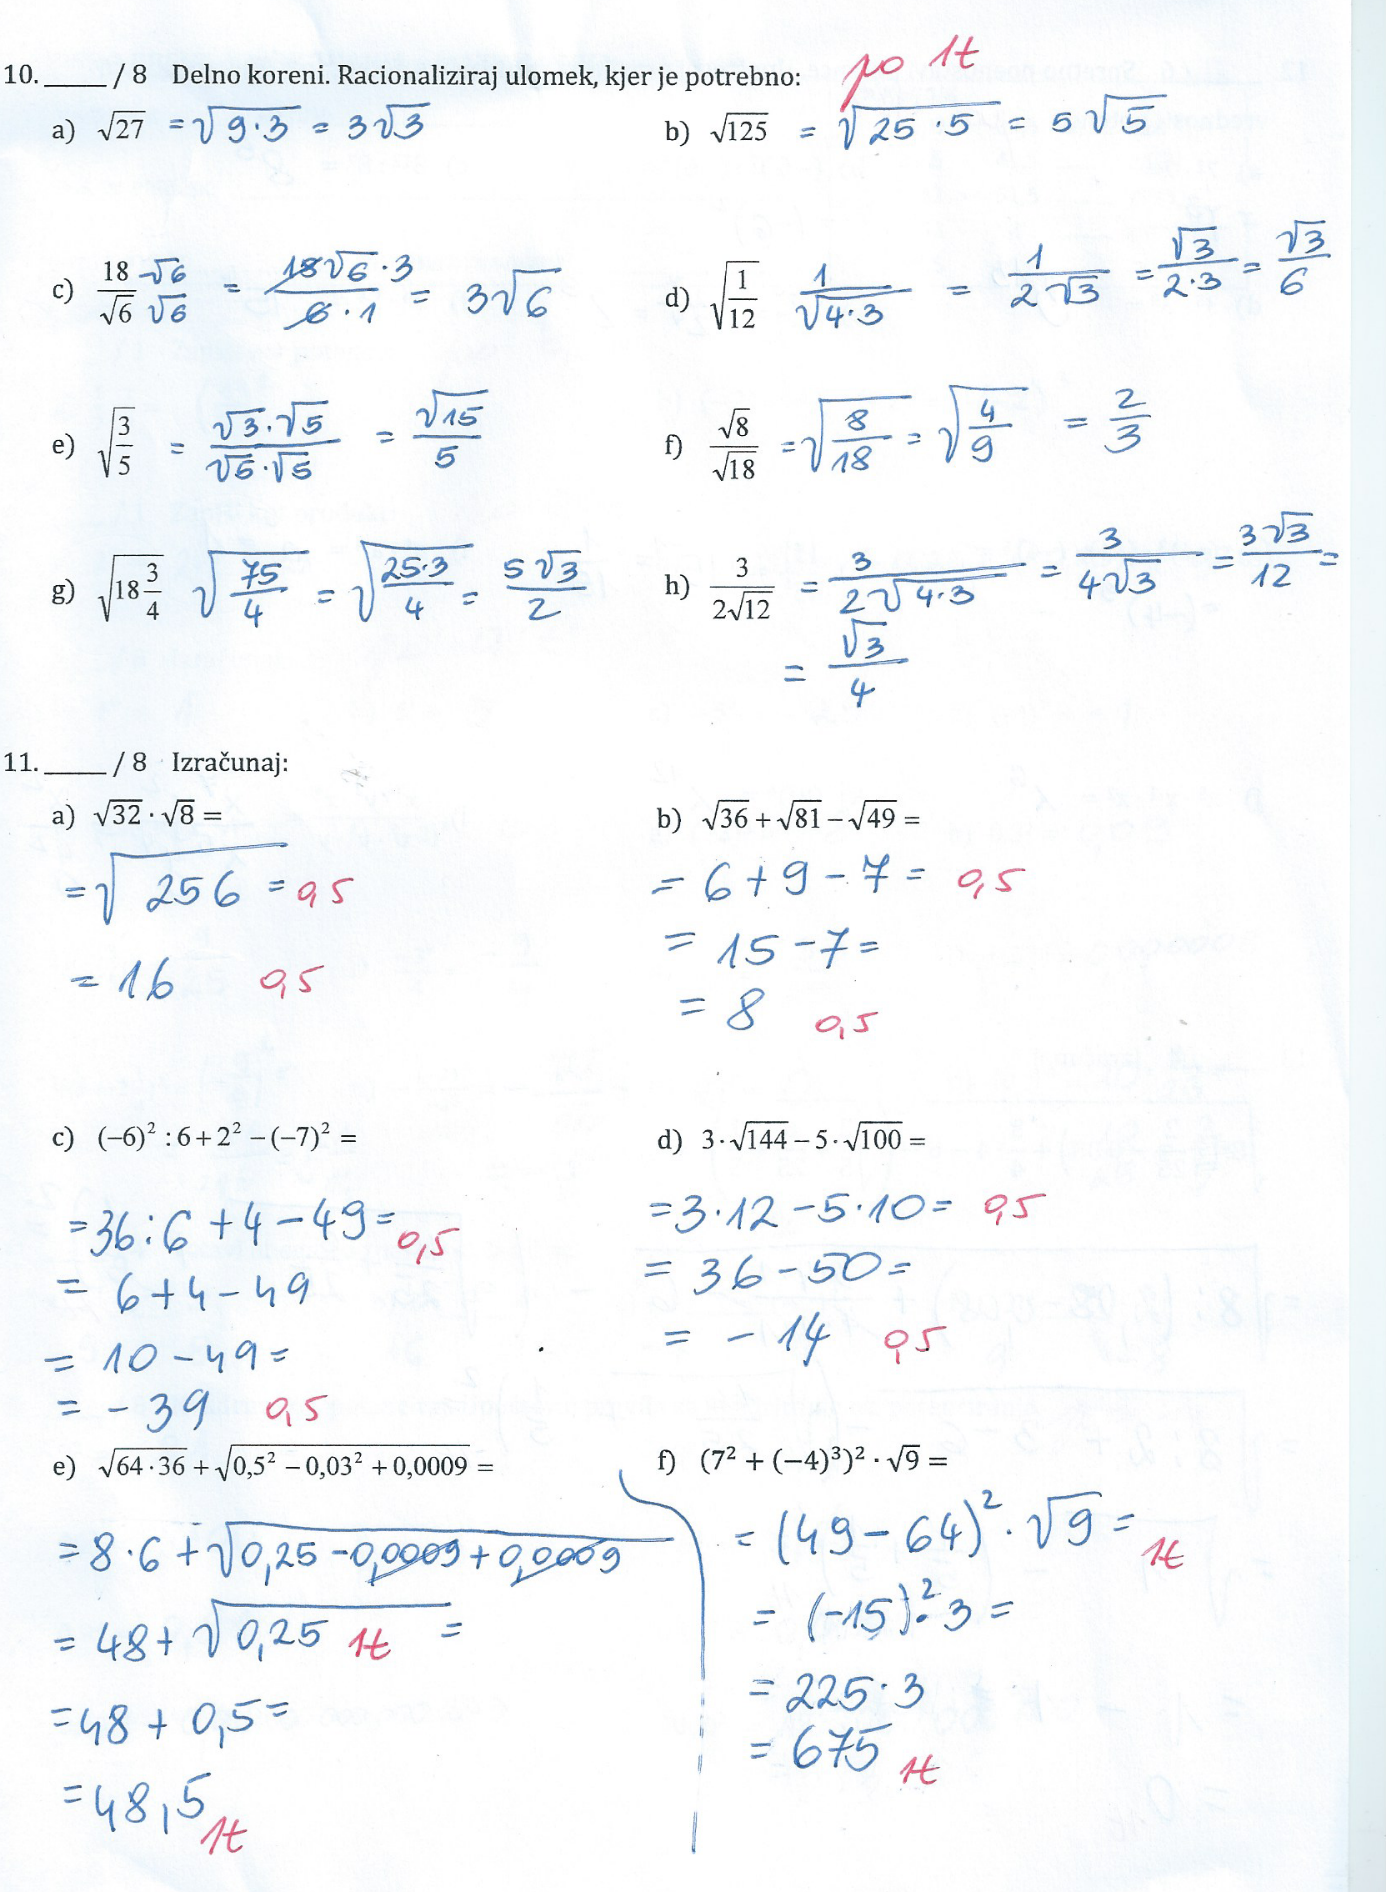 po 1t
10. ____ / 8 Delno koreni. Racionaliziraj ulomek, kjer je potrebno:
a) √27 = √(9·3) = 3√3
b) √125 = √(25·5) = 5√5
c) 18/√6 √6/√6 = 18√6·3/6·1 = 3√6
d) √(1/12) 1/√(4·3) = 1/(2√3) = √3/(2·3) = √3/6
e) √(3/5) = (√3·√5)/(√5·√5) = √15/5
f) √8/√18 = √(8/18) = √(4/9) = 2/3
g) √(18 3/4) √(75/4) = √(25·3/4) = 5√3/2
h) 3/(2√12) = 3/(2√(4·3)) = 3/(4√3) = 3√3/12 =
= √3/4
11. ____ / 8 Izračunaj:
a) √32 · √8 =
= √256 = 0,5
= 16 0,5
b) √36 + √81 − √49 =
= 6 + 9 − 7 = 0,5
= 15 − 7 =
= 8 0,5
c) (−6)² : 6 + 2² − (−7)² =
= 36 : 6 + 4 − 49 = 0,5
= 6 + 4 − 49
= 10 − 49 =
= − 39 0,5
d) 3 · √144 − 5 · √100 =
= 3 · 12 − 5 · 10 = 0,5
= 36 − 50 =
= − 14 0,5
e) √(64 · 36) + √(0,5² − 0,03² + 0,0009) =
= 8 · 6 + √(0,25 − 0,0009 + 0,0009)
= 48 + √0,25 1t =
= 48 + 0,5 =
= 48,5 1t
f) (7² + (−4)³)² · √9 =
= (49 − 64)² · √9 = 1t
= (−15)² · 3 =
= 225 · 3
= 675 1t